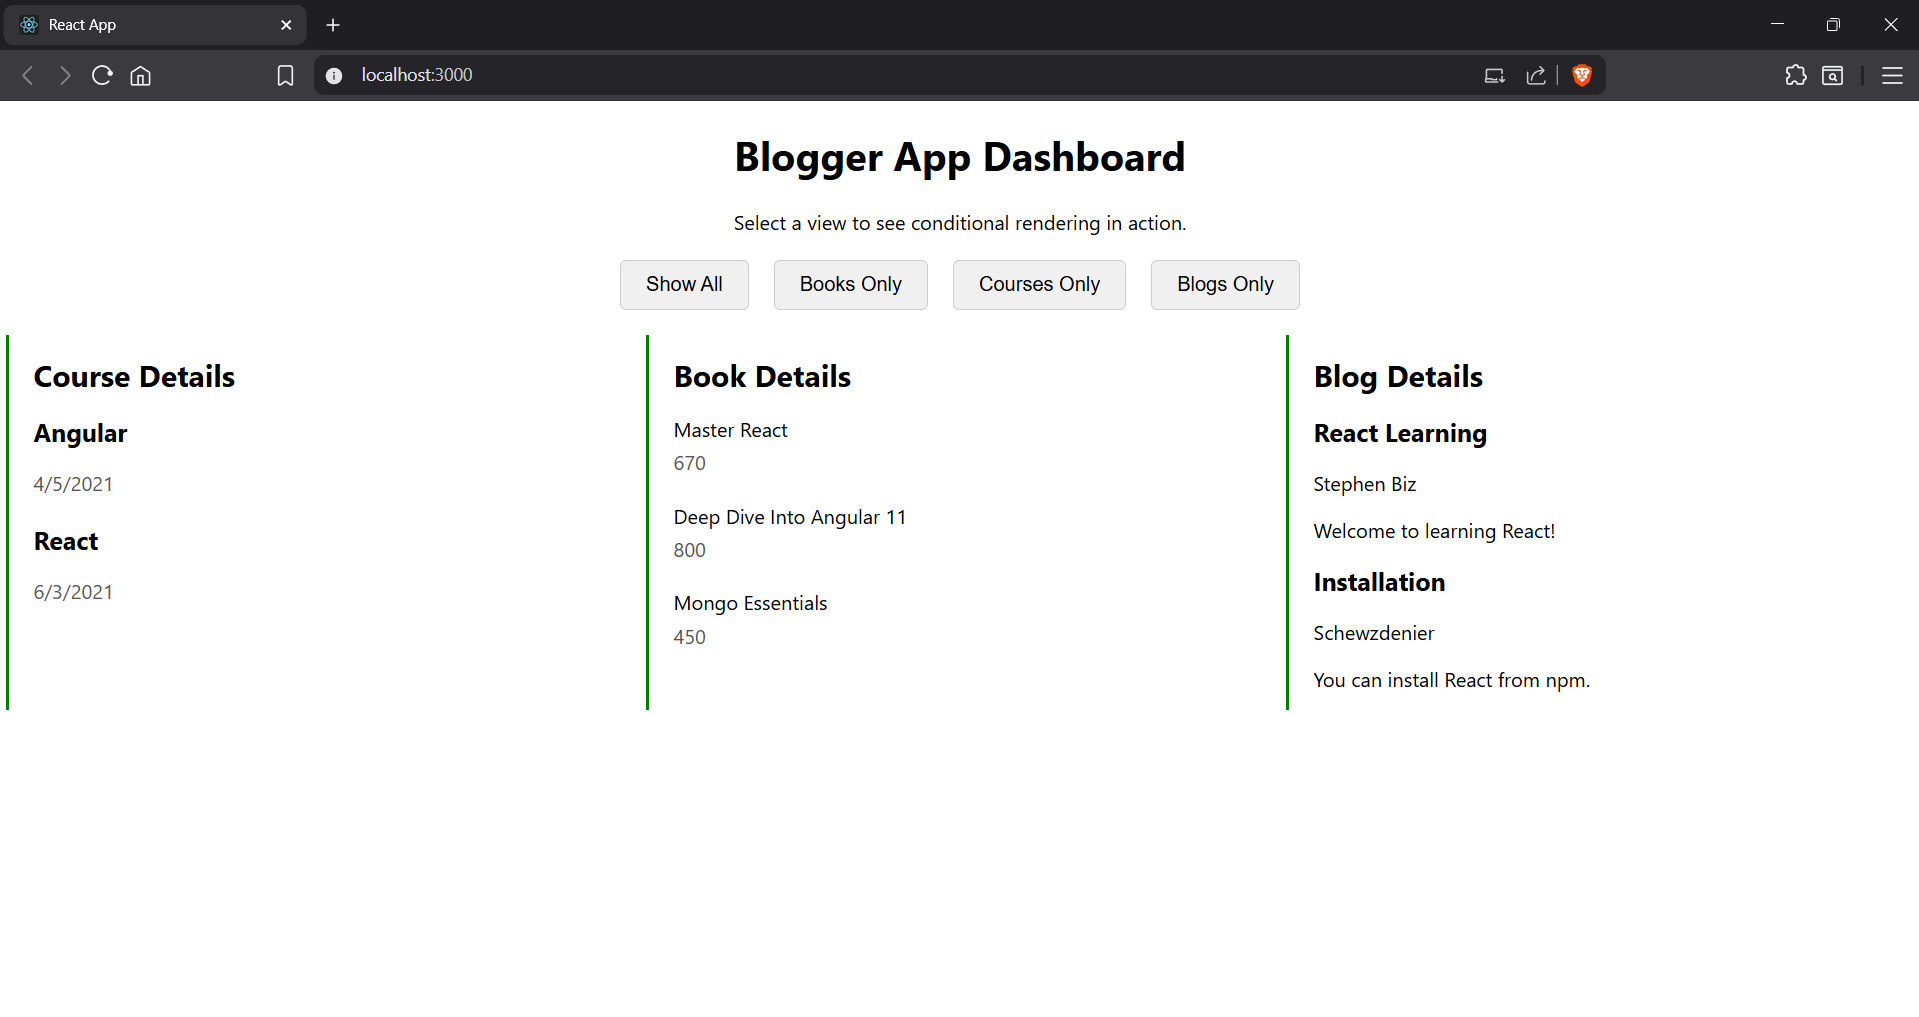 React App
localhost:3000
Blogger App Dashboard
Select a view to see conditional rendering in action.
Show All
Books Only
Courses Only
Blogs Only
Course Details
Angular
4/5/2021
React
6/3/2021
Book Details
Master React
670
Deep Dive Into Angular 11
800
Mongo Essentials
450
Blog Details
React Learning
Stephen Biz
Welcome to learning React!
Installation
Schewzdenier
You can install React from npm.